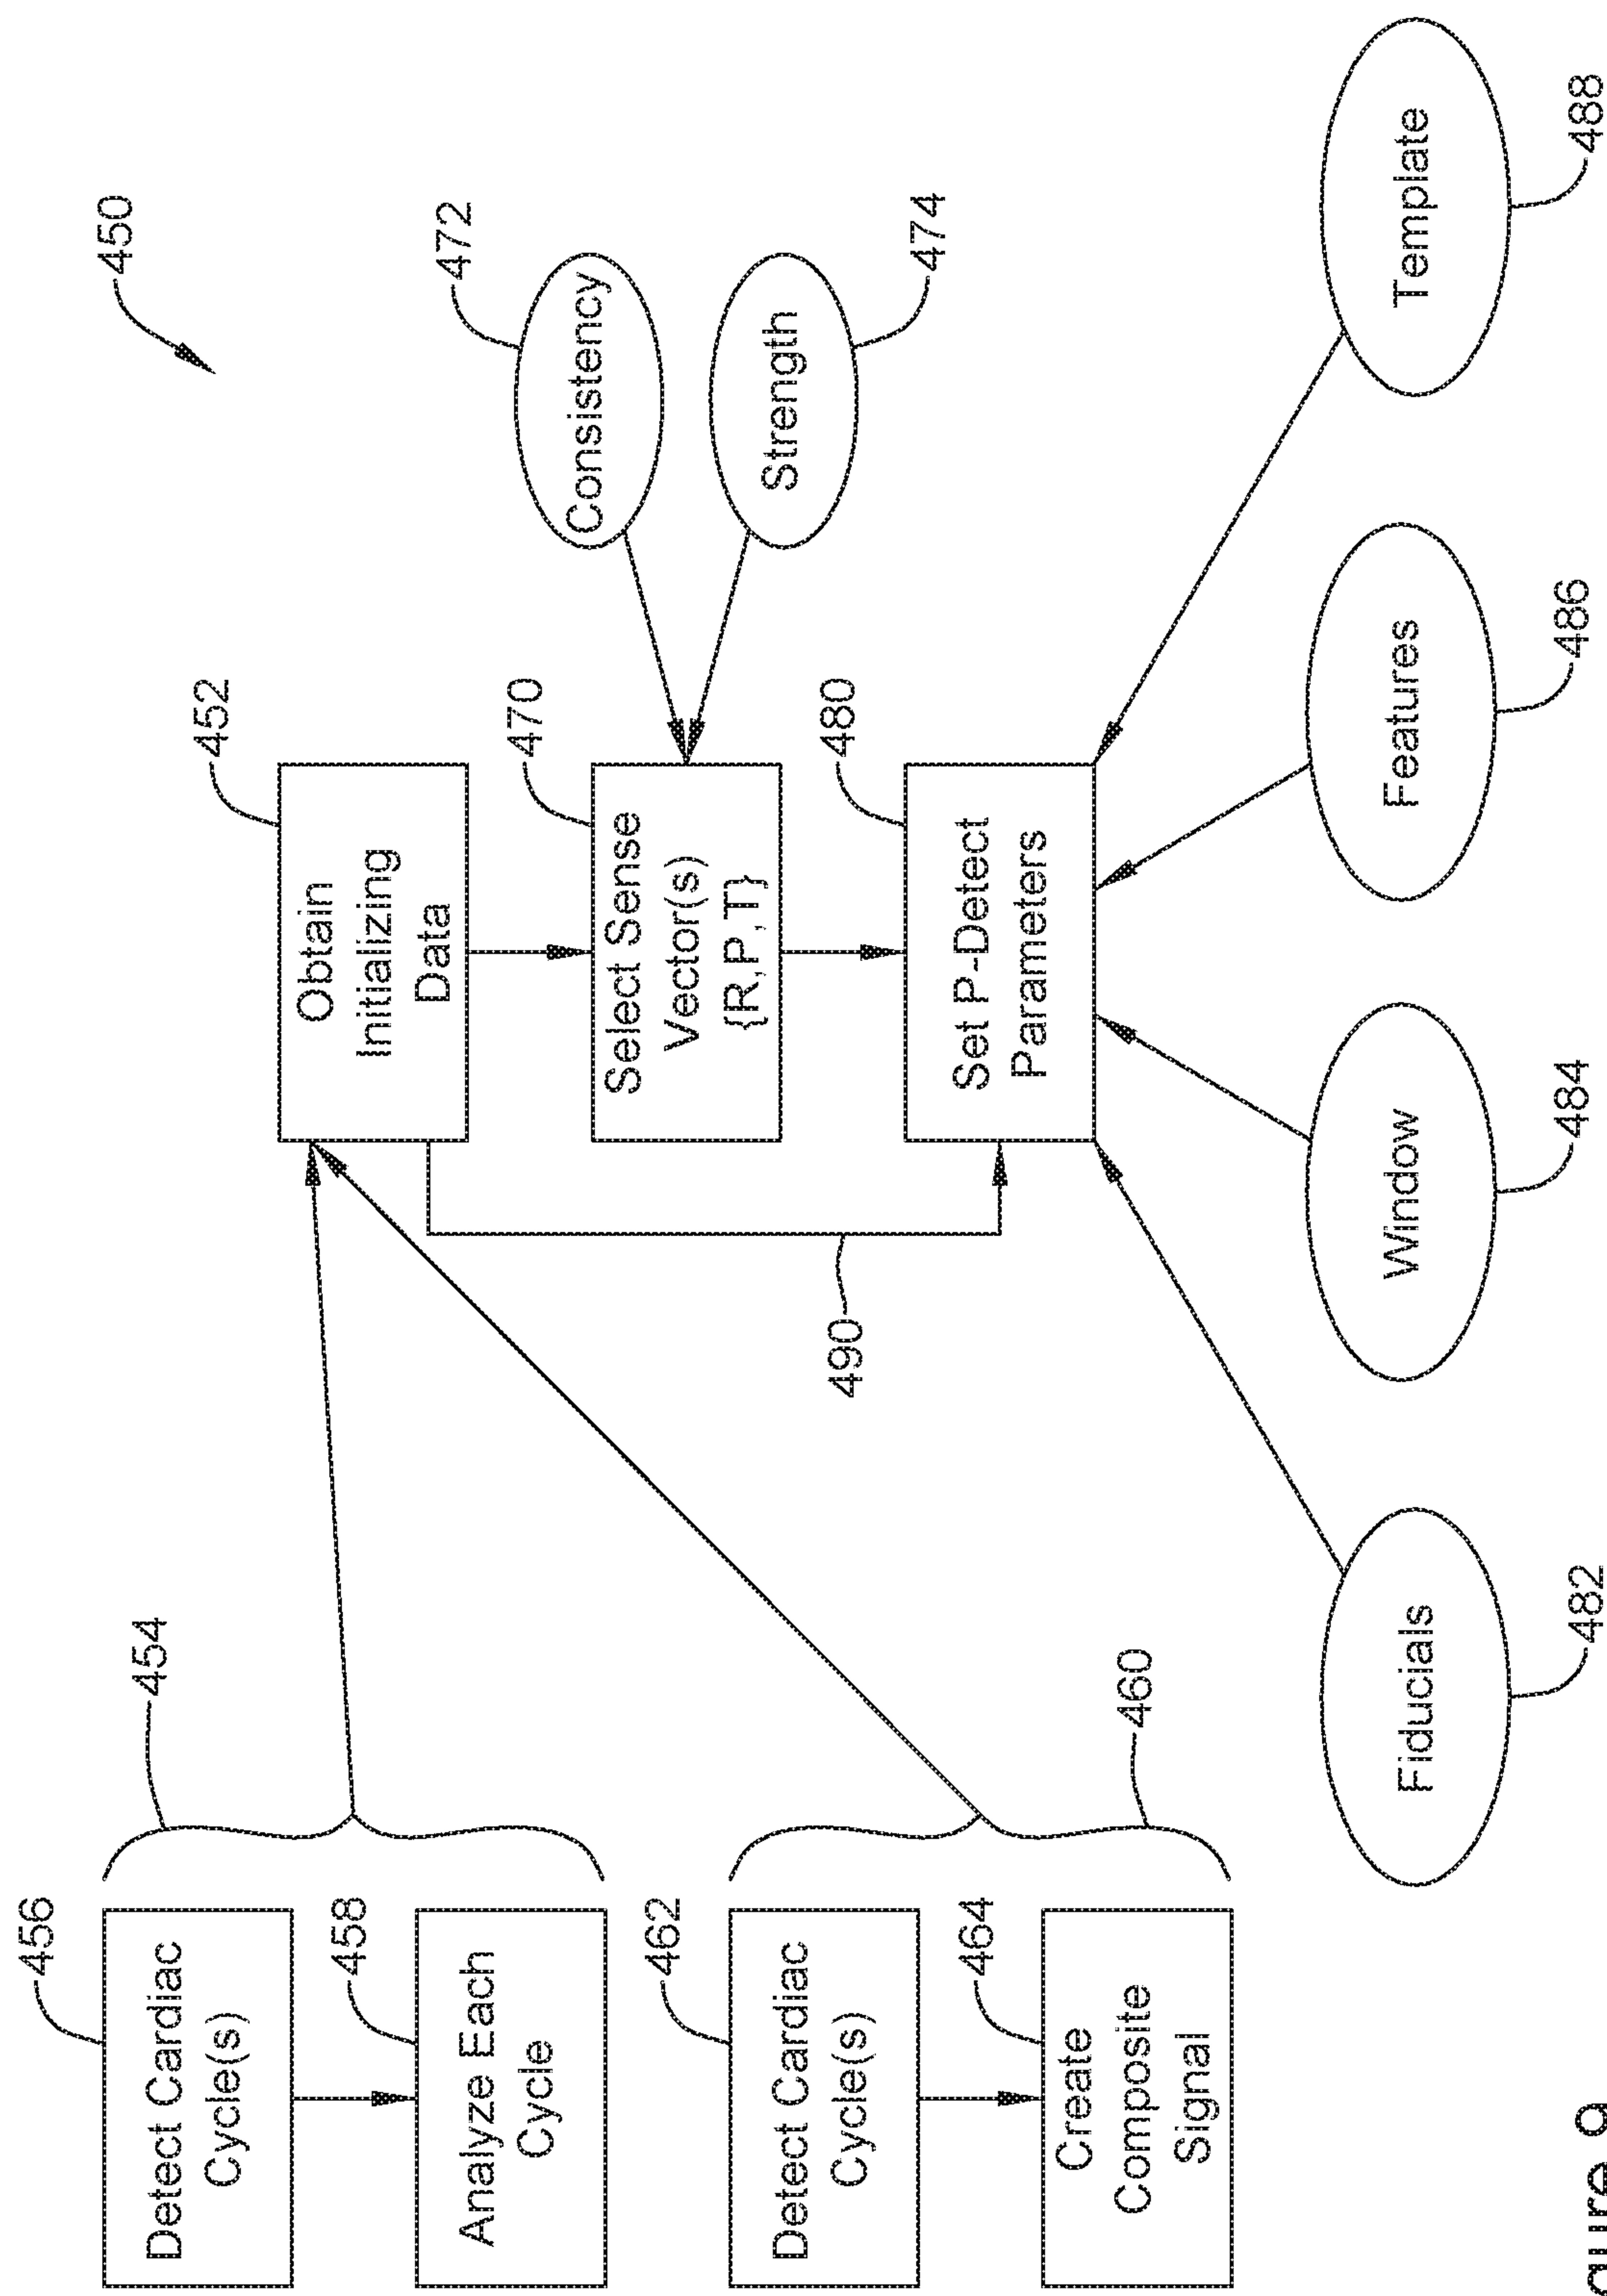 450
456
Detect Cardiac
Cycle(s)
458
Analyze Each
Cycle
454
462
Detect Cardiac
Cycle(s)
464
Create
Composite
Signal
460
452
Obtain
Initializing
Data
470
Select Sense
Vector(s)
{R,P,T}
472
Consistency
Strength
474
480
Set P-Detect
Parameters
490
Fiducials
482
Window
484
Features
486
Template
488
gure 9